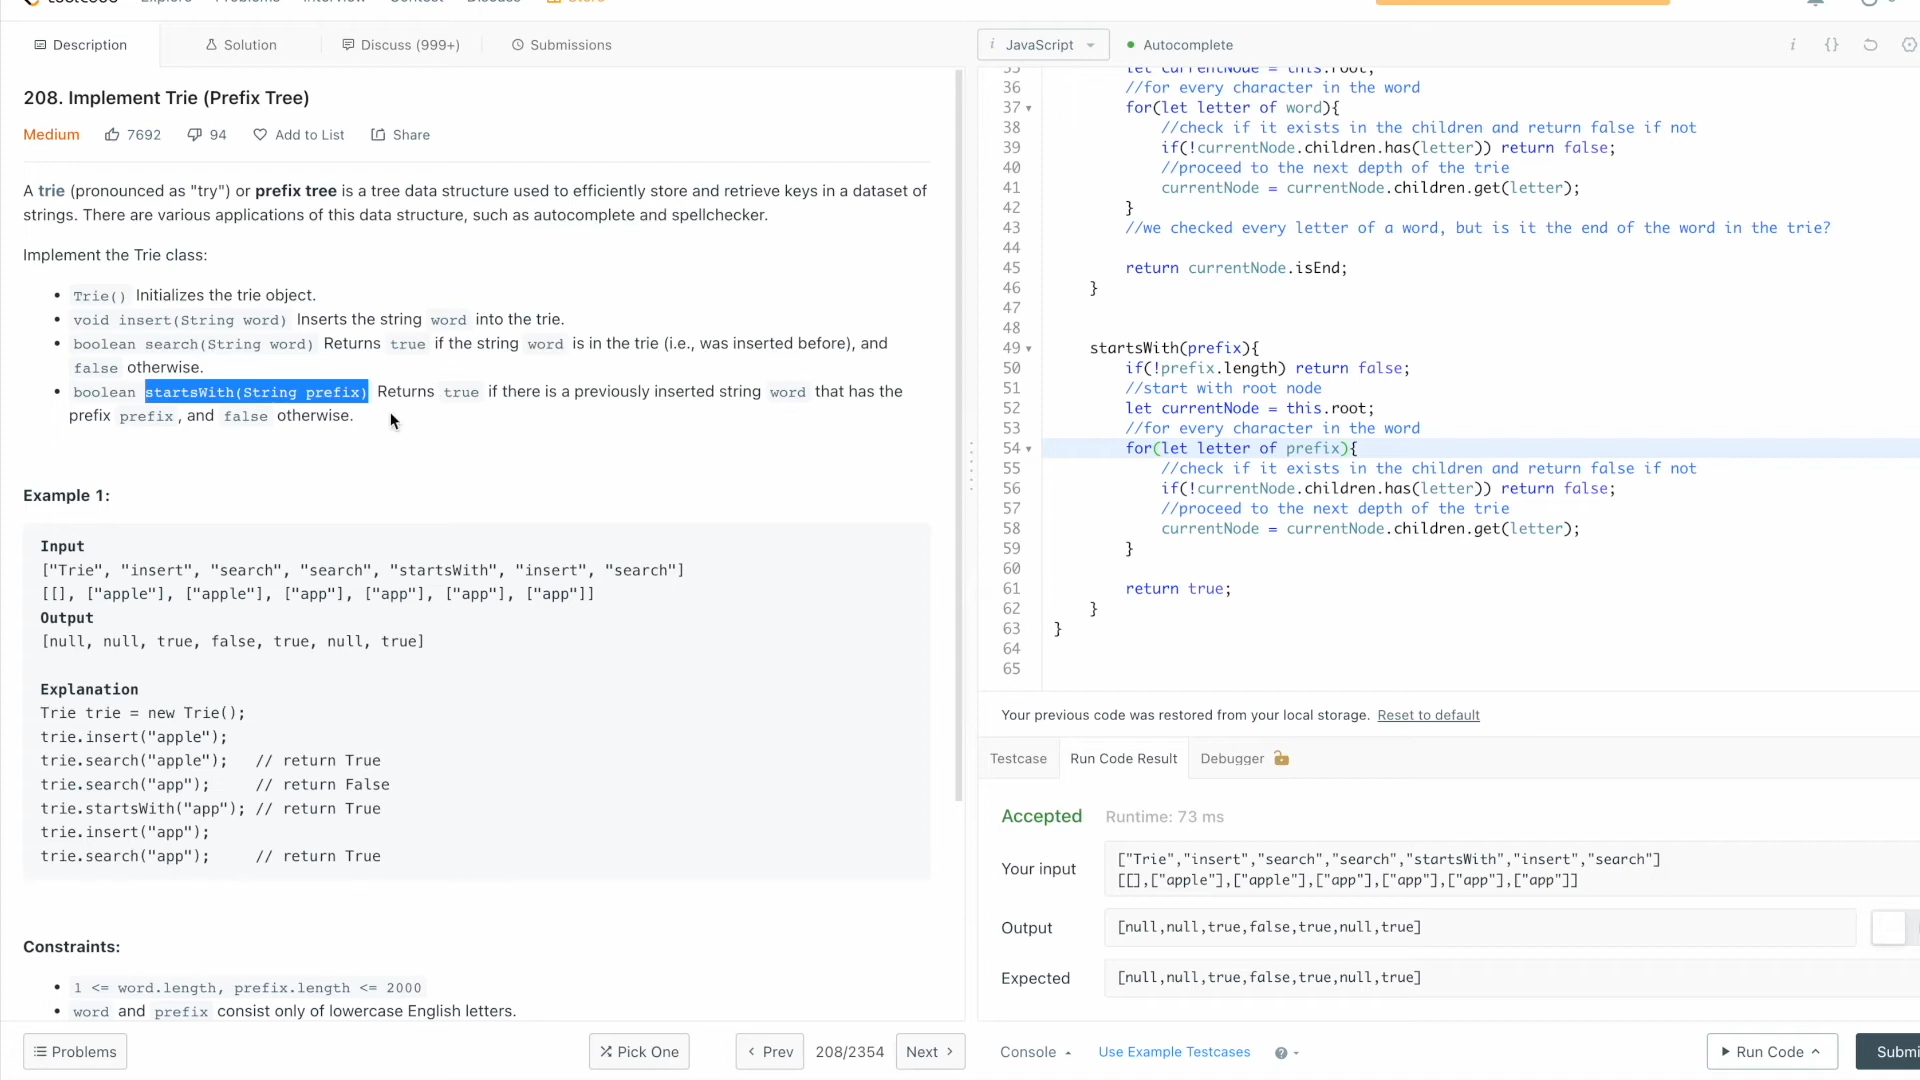 Description
Solution
Discuss (999+)
Submissions
208. Implement Trie (Prefix Tree)
Medium 7692 94 Add to List Share
A trie (pronounced as "try") or prefix tree is a tree data structure used to efficiently store and retrieve keys in a dataset of
strings. There are various applications of this data structure, such as autocomplete and spellchecker.
Implement the Trie class:
• Trie() Initializes the trie object.
• void insert(String word) Inserts the string word into the trie.
• boolean search(String word) Returns true if the string word is in the trie (i.e., was inserted before), and
false otherwise.
• boolean startsWith(String prefix) Returns true if there is a previously inserted string word that has the
prefix prefix , and false otherwise.
Example 1:
Input
["Trie", "insert", "search", "search", "startsWith", "insert", "search"]
[[], ["apple"], ["apple"], ["app"], ["app"], ["app"], ["app"]]
Output
[null, null, true, false, true, null, true]
Explanation
Trie trie = new Trie();
trie.insert("apple");
trie.search("apple");   // return True
trie.search("app");     // return False
trie.startsWith("app"); // return True
trie.insert("app");
trie.search("app");     // return True
Constraints:
• 1 <= word.length, prefix.length <= 2000
• word and prefix consist only of lowercase English letters.
Problems
Pick One
Prev 208/2354 Next
i JavaScript
Autocomplete
i {}
35 let currentNode = this.root;
36 //for every character in the word
37 for(let letter of word){
38 //check if it exists in the children and return false if not
39 if(!currentNode.children.has(letter)) return false;
40 //proceed to the next depth of the trie
41 currentNode = currentNode.children.get(letter);
42 }
43 //we checked every letter of a word, but is it the end of the word in the trie?
44
45 return currentNode.isEnd;
46 }
47
48
49 startsWith(prefix){
50 if(!prefix.length) return false;
51 //start with root node
52 let currentNode = this.root;
53 //for every character in the word
54 for(let letter of prefix){
55 //check if it exists in the children and return false if not
56 if(!currentNode.children.has(letter)) return false;
57 //proceed to the next depth of the trie
58 currentNode = currentNode.children.get(letter);
59 }
60
61 return true;
62 }
63 }
64
65
Your previous code was restored from your local storage. Reset to default
Testcase Run Code Result Debugger
Accepted Runtime: 73 ms
Your input
["Trie","insert","search","search","startsWith","insert","search"]
[[],["apple"],["apple"],["app"],["app"],["app"],["app"]]
Output [null,null,true,false,true,null,true]
Expected [null,null,true,false,true,null,true]
Console Use Example Testcases ?
Run Code
Submi